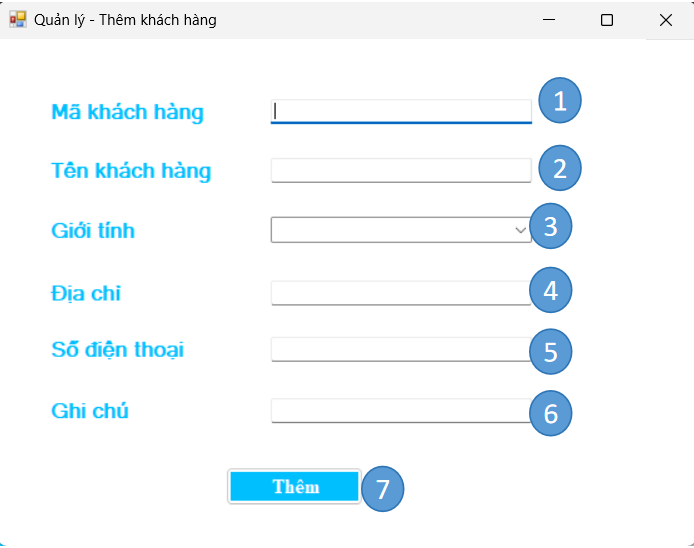 Quản lý - Thêm khách hàng
Mã khách hàng 1
Tên khách hàng 2
Giới tính 3
Địa chỉ 4
Số điện thoại 5
Ghi chú 6
Thêm 7